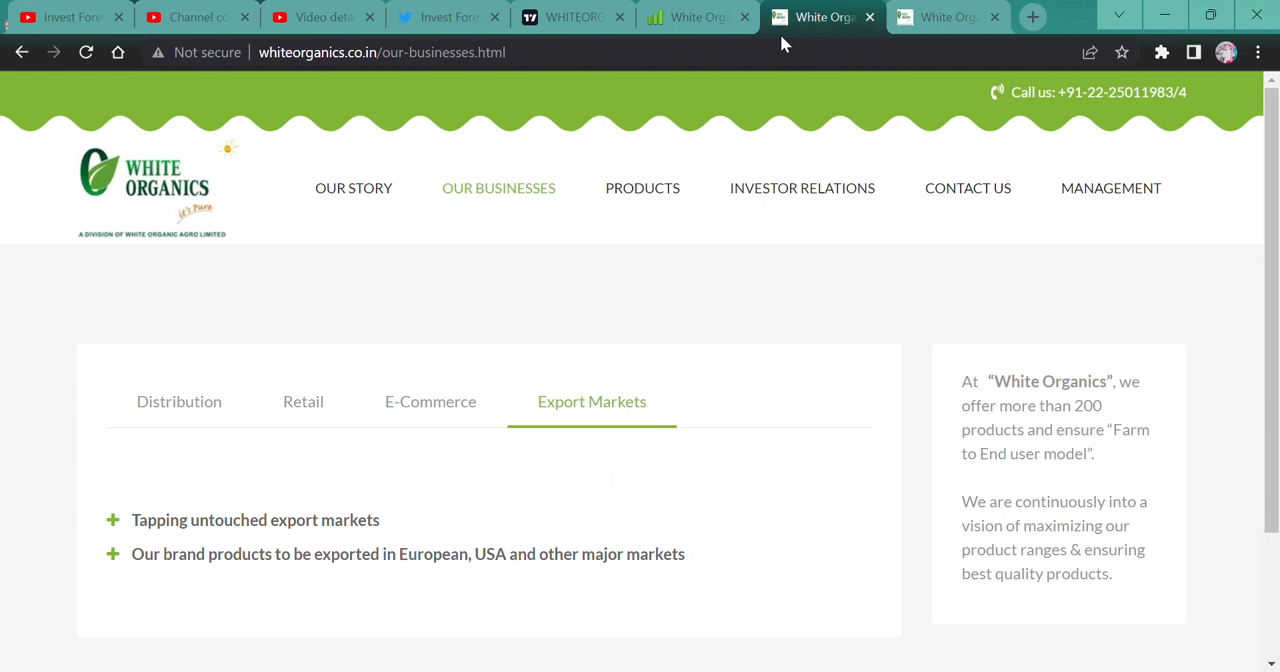 Invest Fore
Channel co
Video deta
Invest Fore
WHITEORG
White Orga
White Orga
White Orga
Not secure
whiteorganics.co.in/our-businesses.html
Call us: +91-22-25011983/4
WHITE
ORGANICS
it's Pure
A DIVISION OF WHITE ORGANIC AGRO LIMITED
OUR STORY
OUR BUSINESSES
PRODUCTS
INVESTOR RELATIONS
CONTACT US
MANAGEMENT
Distribution
Retail
E-Commerce
Export Markets
Tapping untouched export markets
Our brand products to be exported in European, USA and other major markets
At “White Organics”, we
offer more than 200
products and ensure “Farm
to End user model”.
We are continuously into a
vision of maximizing our
product ranges & ensuring
best quality products.